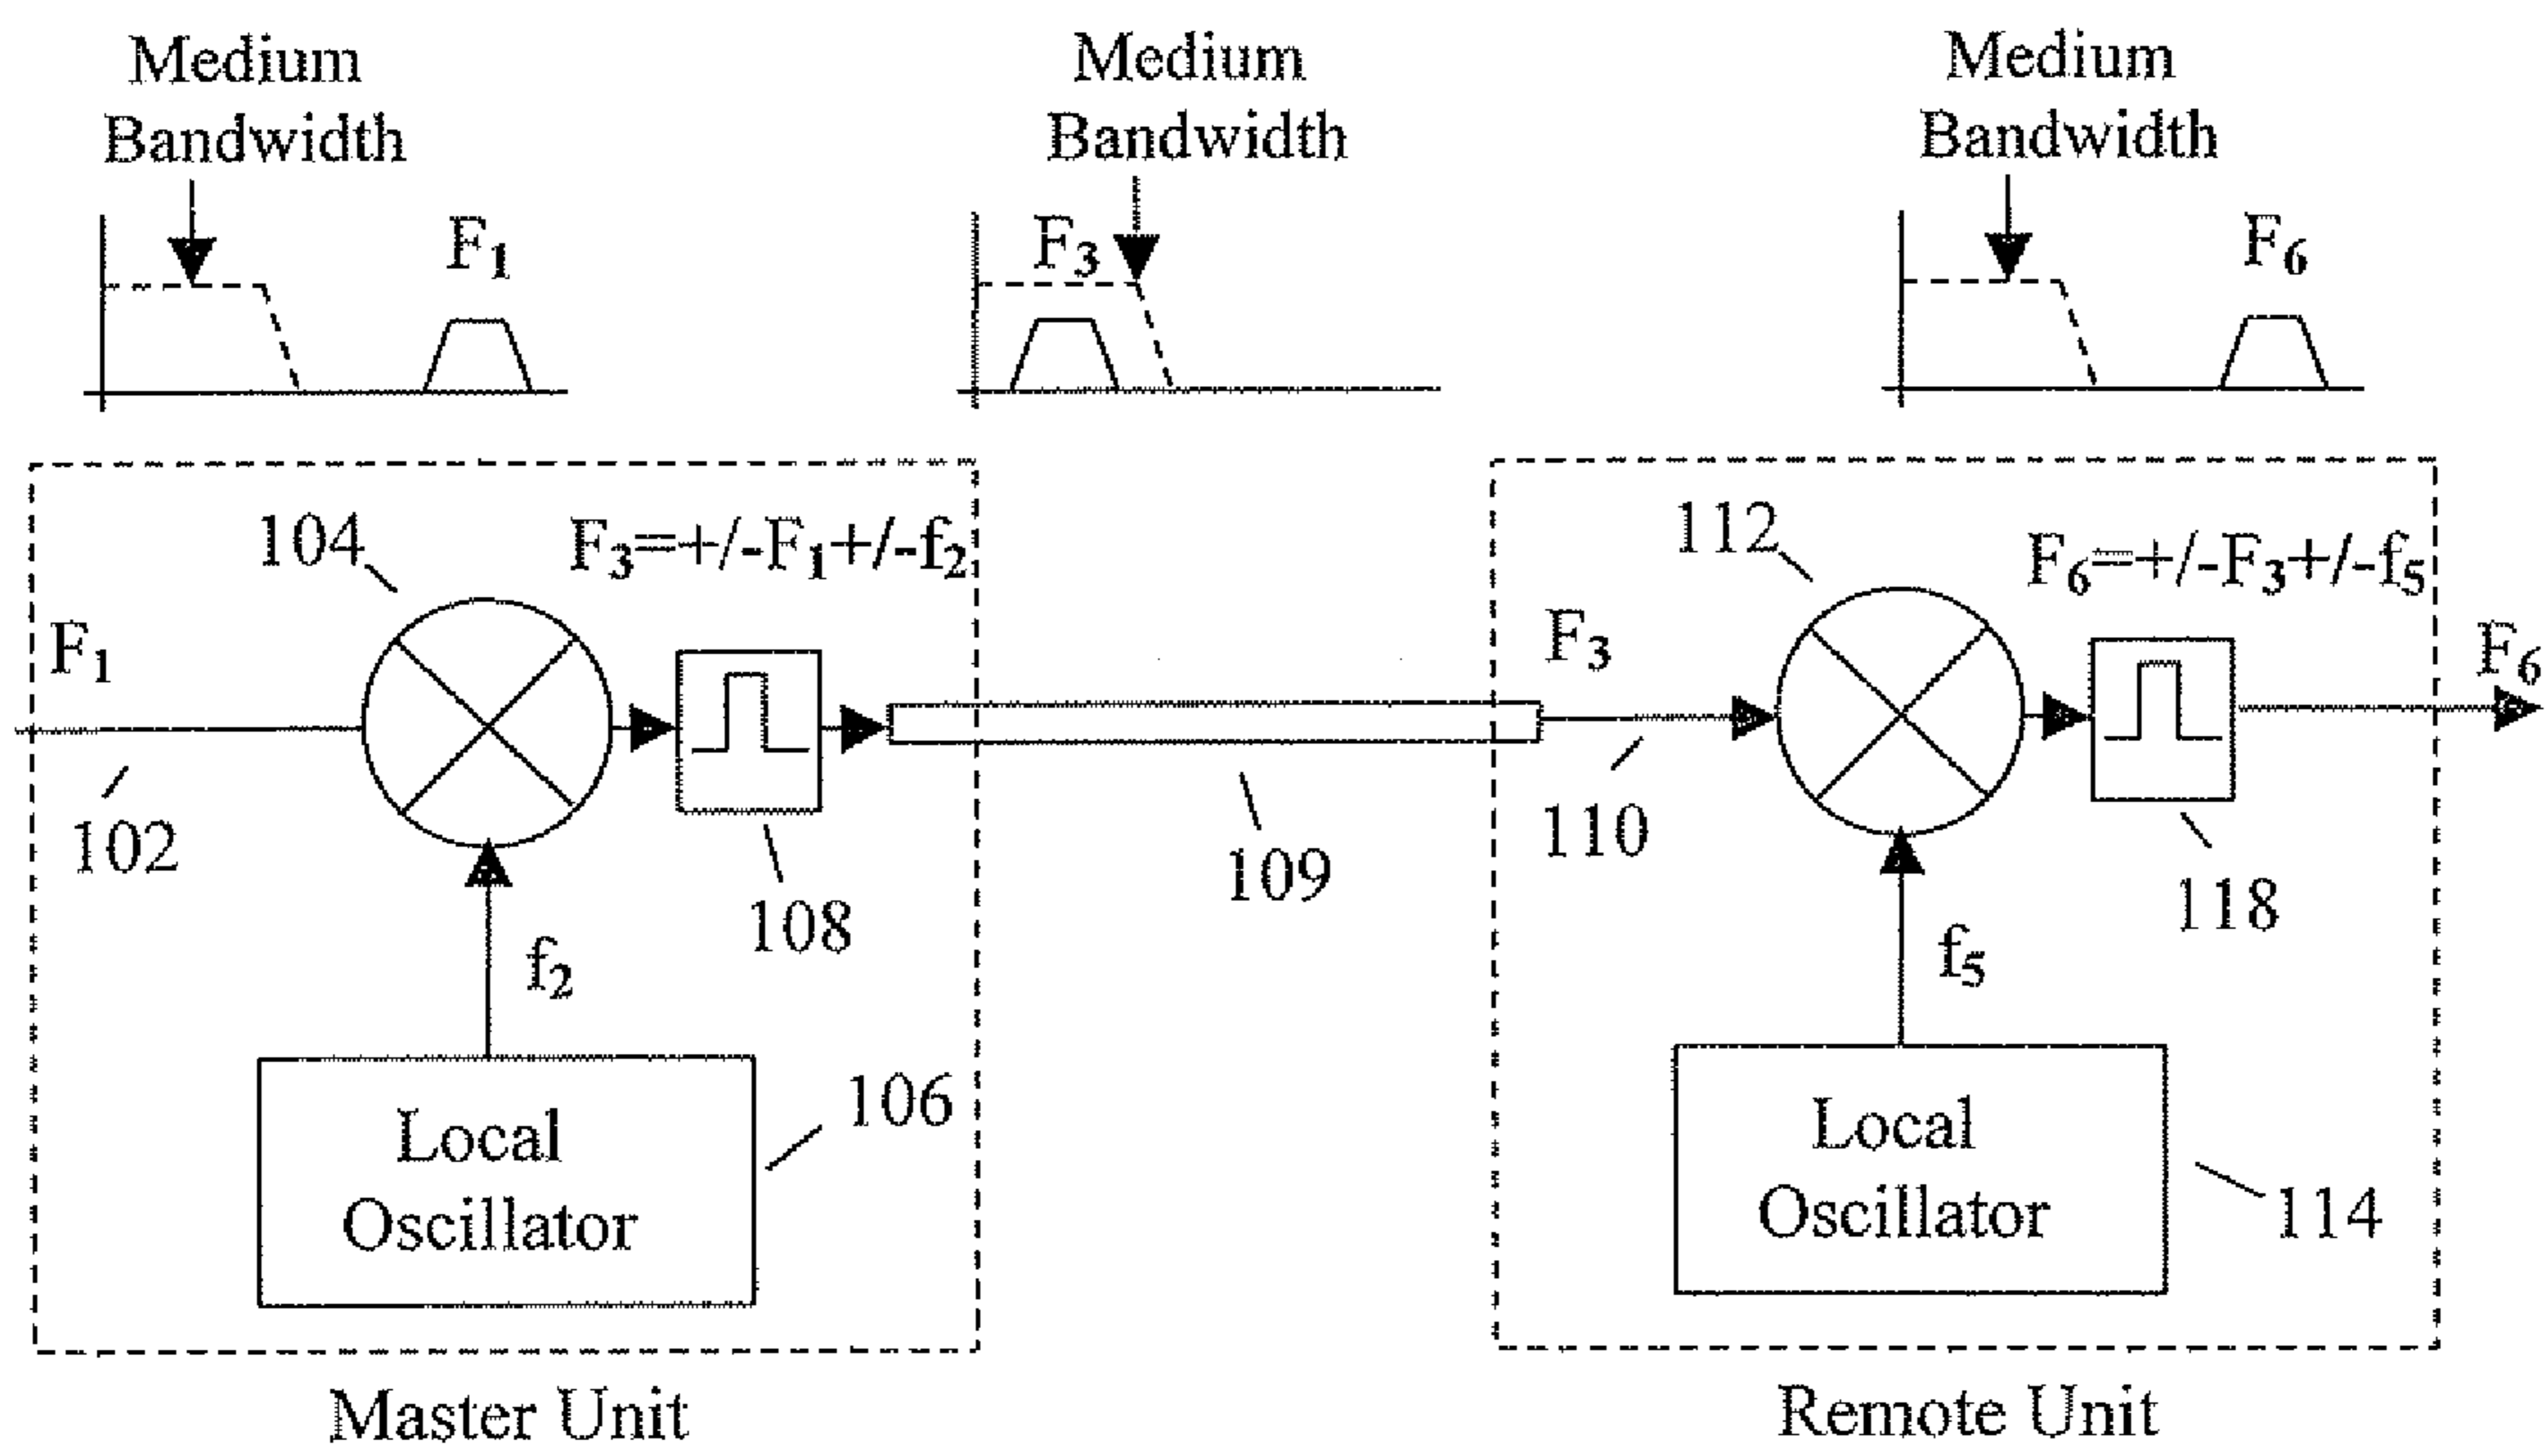 Medium
Bandwidth
F1
Medium
Bandwidth
F3
Medium
Bandwidth
F6
104
F3=+/-F1+/-f2
F1
102
108
f2
106
Local
Oscillator
Master Unit
109
112
F6=+/-F3+/-f5
F3
F6
110
118
f5
Local
Oscillator
114
Remote Unit